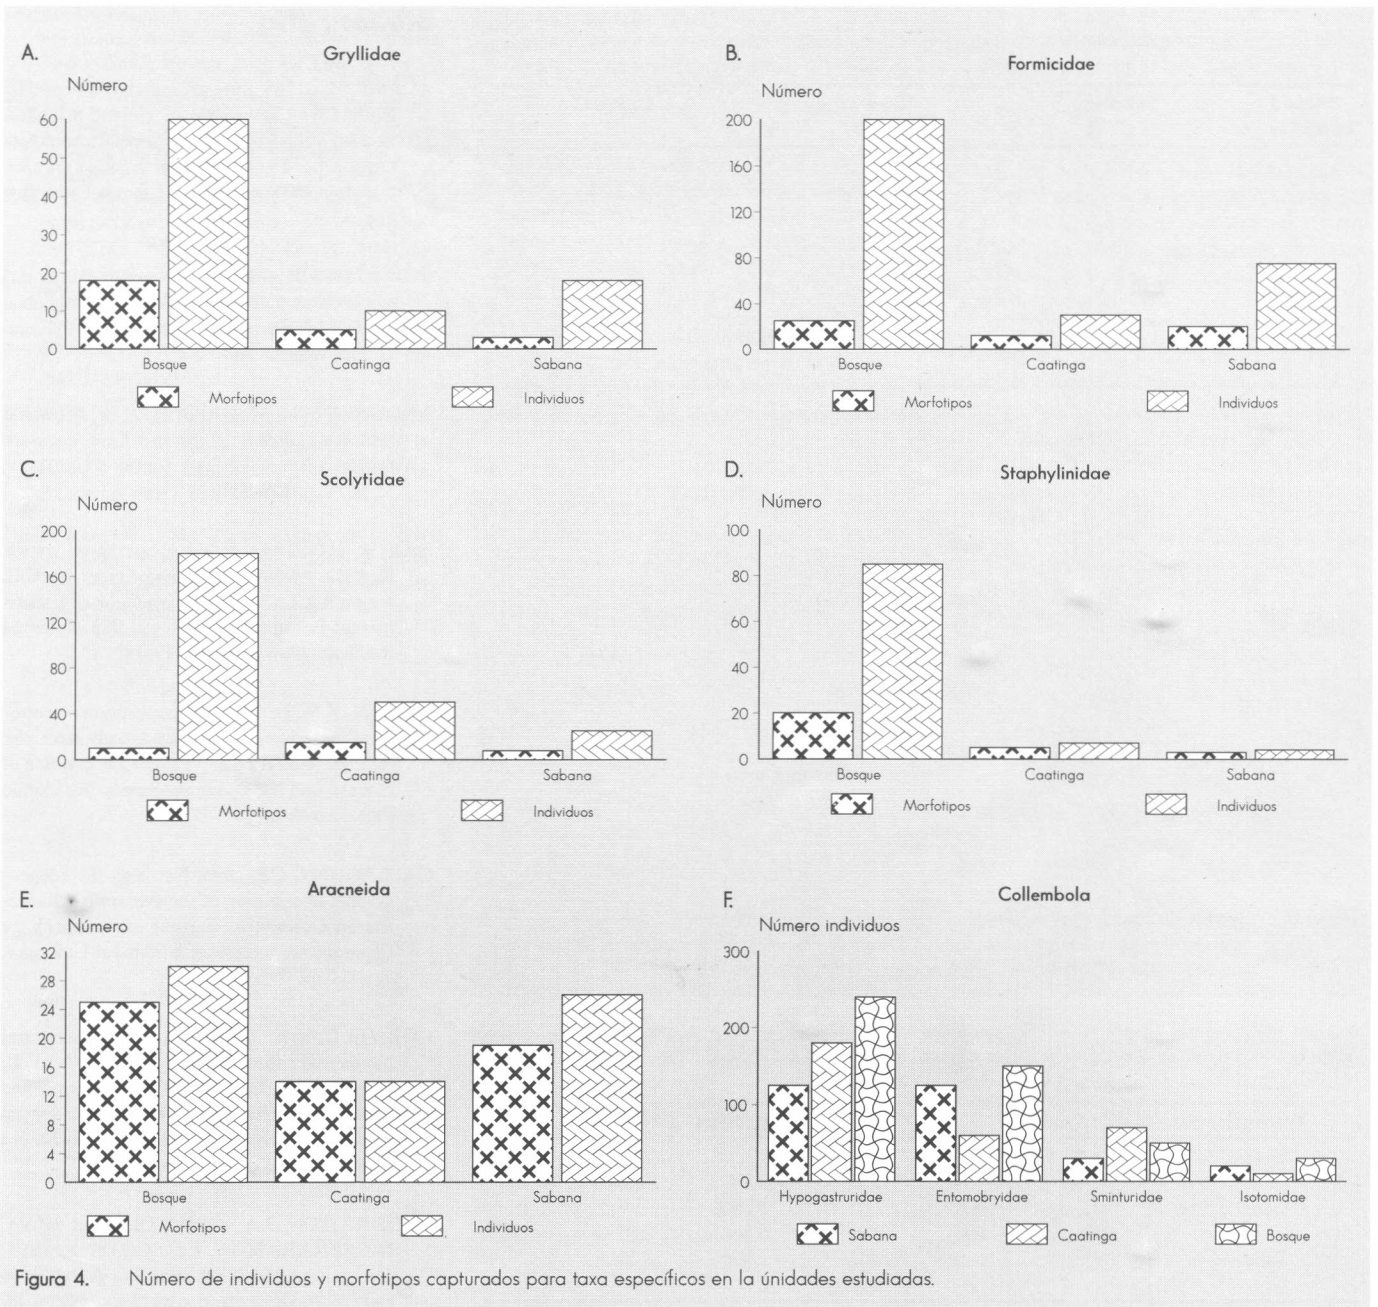 A.
Gryllidae
Número
60
50
40
30
20
10
0
Bosque Caatinga Sabana
Morfotipos Individuos
B.
Formicidae
Número
200
160
120
80
40
0
Bosque Caatinga Sabana
Morfotipos Individuos
C.
Scolytidae
Número
200
160
120
80
40
0
Bosque Caatinga Sabana
Morfotipos Individuos
D.
Staphylinidae
Número
100
80
60
40
20
0
Bosque Caatinga Sabana
Morfotipos Individuos
E.
Aracneida
Número
32
28
24
20
16
12
8
4
0
Bosque Caatinga Sabana
Morfotipos Individuos
F.
Collembola
Número individuos
300
200
100
0
Hypogastruridae Entomobryidae Sminturidae Isotomidae
Sabana Caatinga Bosque
Figura 4. Número de individuos y morfotipos capturados para taxa específicos en la únidades estudiadas.